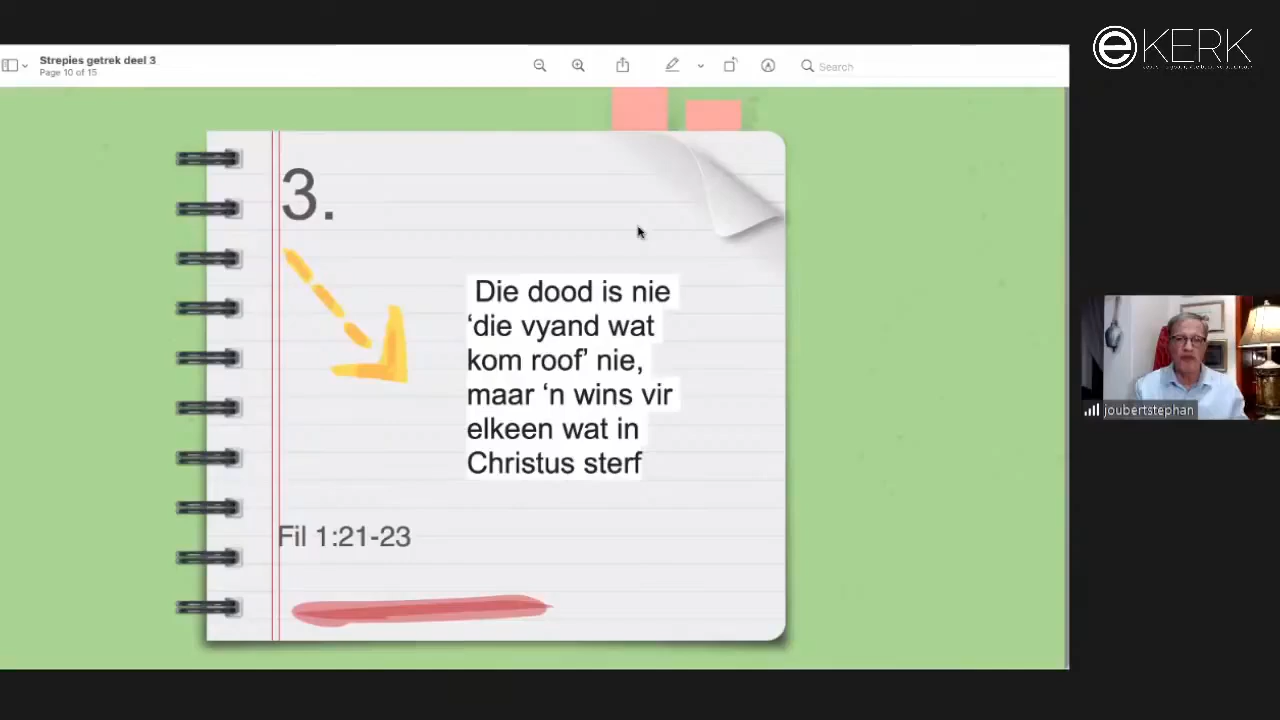 eKERK
Strepies getrek deel 3
Page 10 of 15
Search
3.
Die dood is nie
‘die vyand wat
kom roof’ nie,
maar ‘n wins vir
elkeen wat in
Christus sterf
Fil 1:21-23
joubertstephan